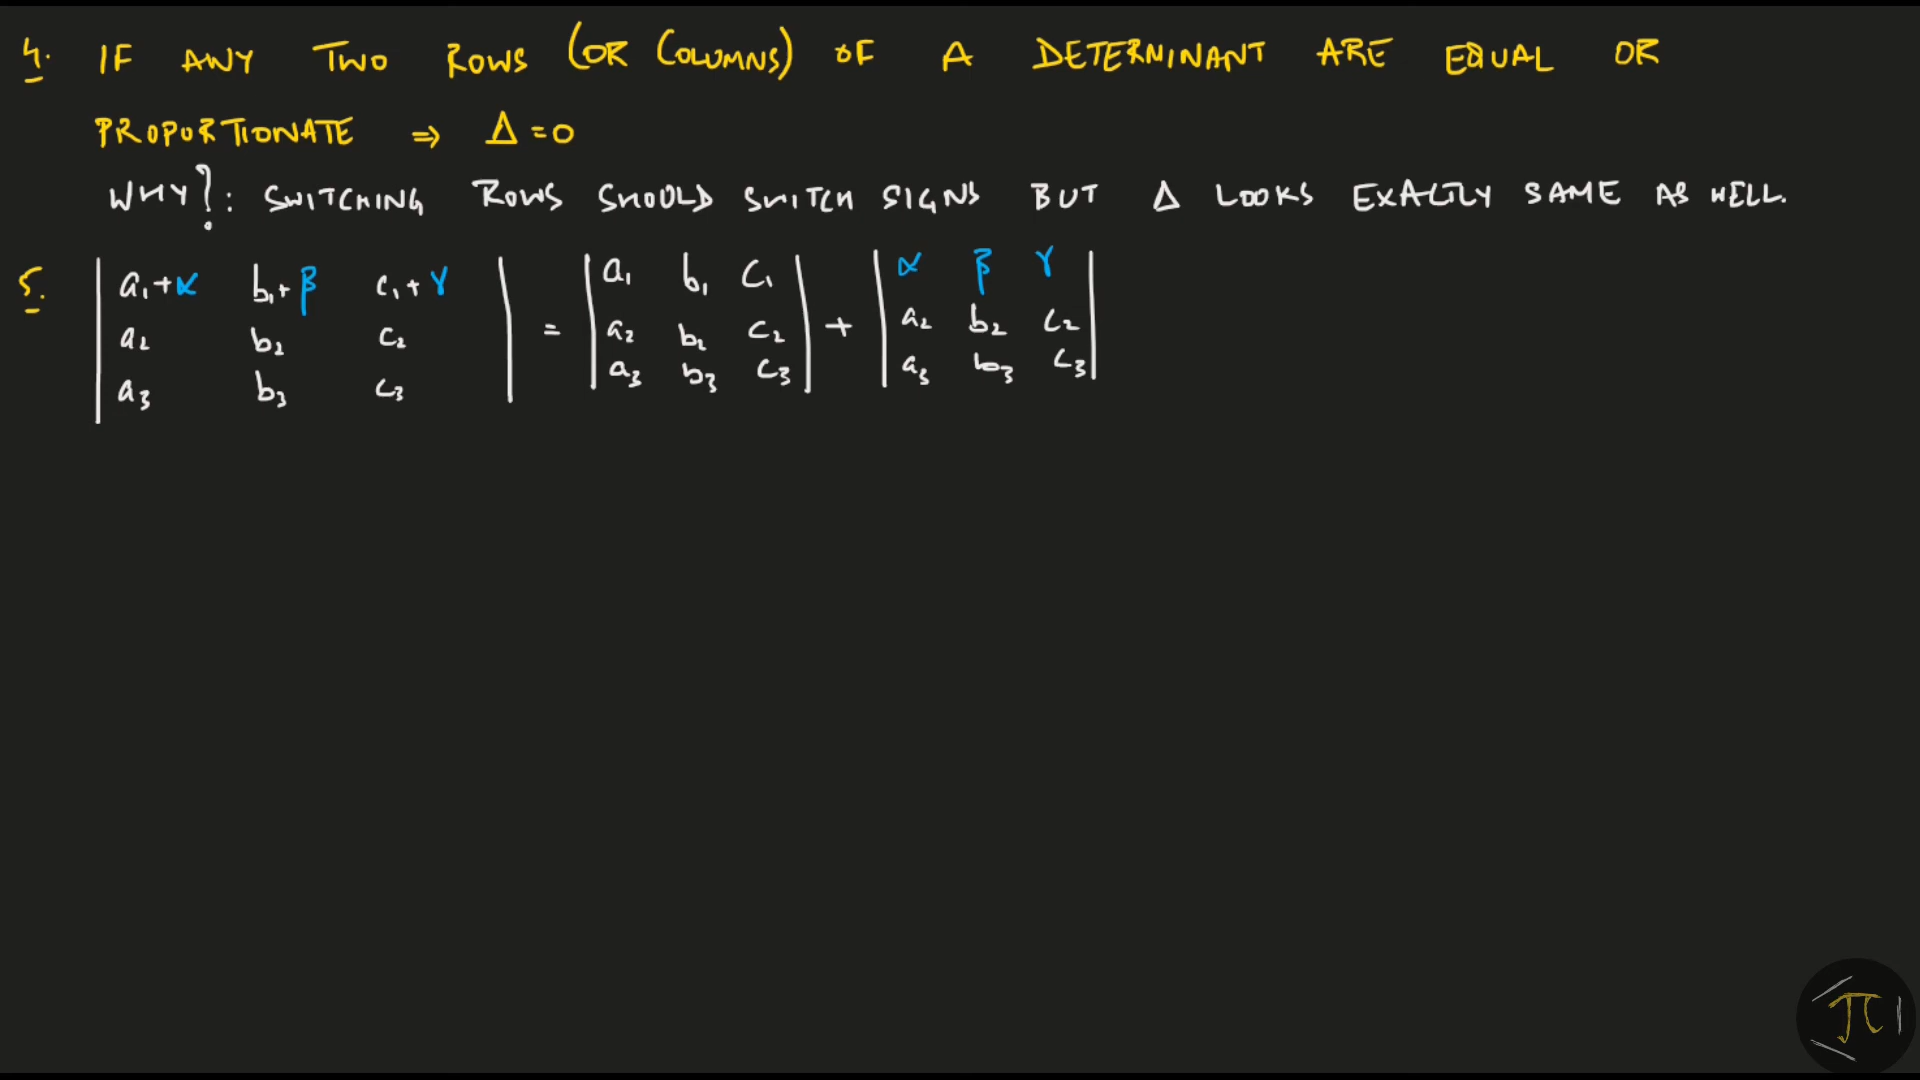 4. IF ANY TWO ROWS (OR COLUMNS) OF A DETERMINANT ARE EQUAL OR
PROPORTIONATE ⇒ Δ = 0
WHY?: SWITCHING ROWS SHOULD SWITCH SIGNS BUT Δ LOOKS EXACTLY SAME AS WELL.
5. | a₁+α b₁+β c₁+γ | = | a₁ b₁ c₁ | + | α β γ |
| a₂ b₂ c₂ | | a₂ b₂ c₂ | | a₂ b₂ c₂ |
| a₃ b₃ c₃ | | a₃ b₃ c₃ | | a₃ b₃ c₃ |
π